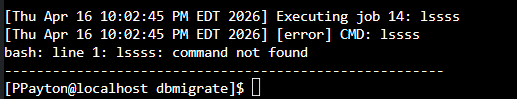 [Thu Apr 16 10:02:45 PM EDT 2026] Executing job 14: lssss
[Thu Apr 16 10:02:45 PM EDT 2026] [error] CMD: lssss
bash: line 1: lssss: command not found
------------------------------------------------------
[PPayton@localhost dbmigrate]$